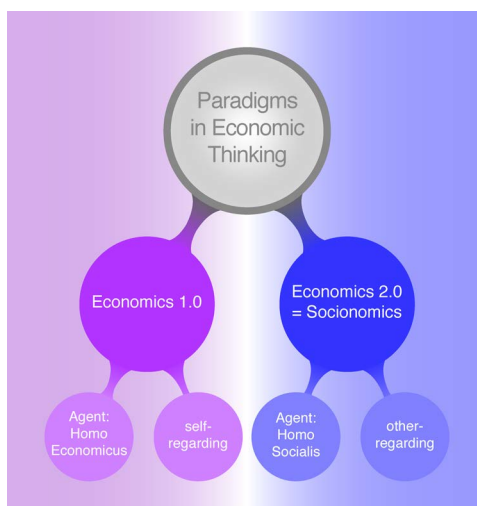 Paradigms
in Economic
Thinking
Economics 1.0
Economics 2.0
= Socionomics
Agent:
Homo
Economicus
self-
regarding
Agent:
Homo
Socialis
other-
regarding